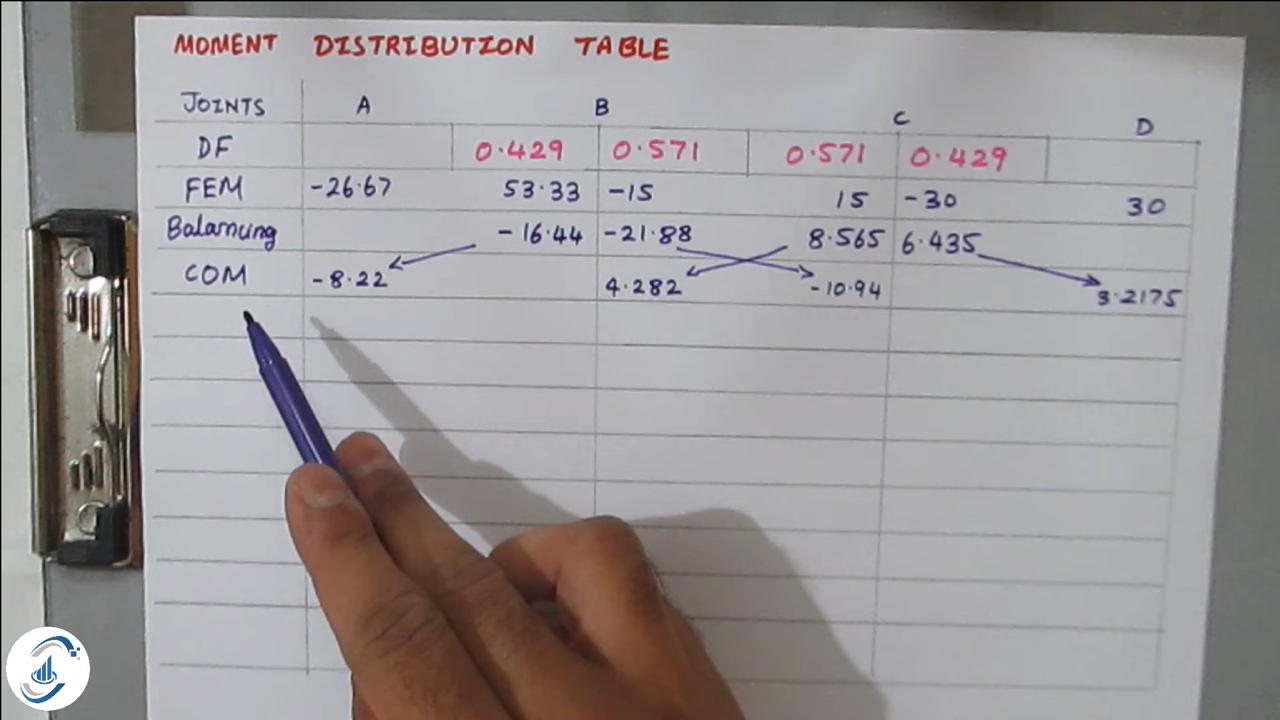 MOMENT DISTRIBUTION TABLE
JOINTS A B C D
DF 0.429 0.571 0.571 0.429
FEM -26.67 53.33 -15 15 -30 30
Balancing -16.44 -21.88 8.565 6.435
COM -8.22 4.282 -10.94 3.2175